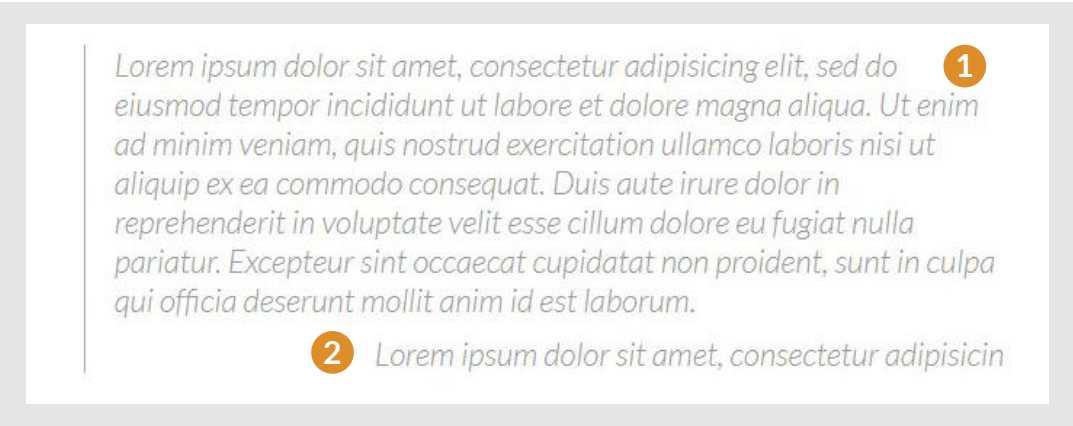 Lorem ipsum dolor sit amet, consectetur adipisicing elit, sed do 1
eiusmod tempor incididunt ut labore et dolore magna aliqua. Ut enim
ad minim veniam, quis nostrud exercitation ullamco laboris nisi ut
aliquip ex ea commodo consequat. Duis aute irure dolor in
reprehenderit in voluptate velit esse cillum dolore eu fugiat nulla
pariatur. Excepteur sint occaecat cupidatat non proident, sunt in culpa
qui officia deserunt mollit anim id est laborum.
2 Lorem ipsum dolor sit amet, consectetur adipisicin